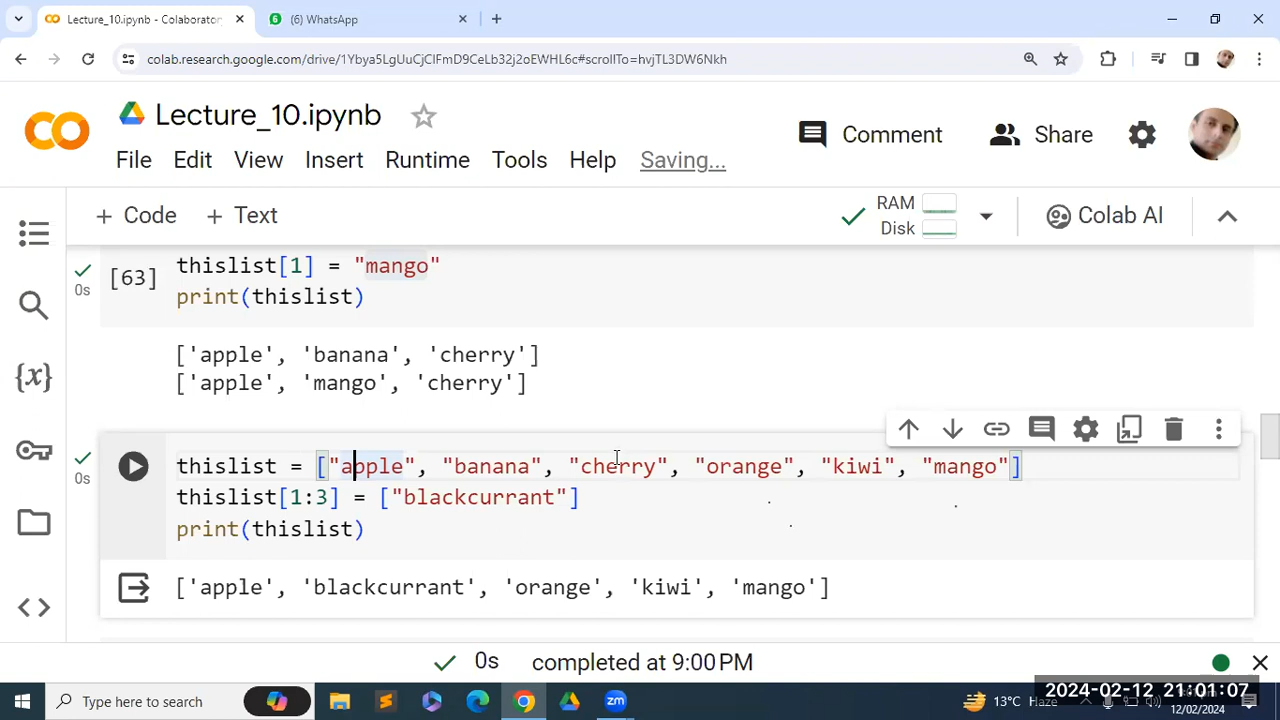 Lecture_10.ipynb - Colaboratory
(6) WhatsApp
colab.research.google.com/drive/1Ybya5LgUuCjCIFmD9CeLb32j2oEWHL6c#scrollTo=hvjTL3DW6Nkh
Lecture_10.ipynb
Comment
Share
File Edit View Insert Runtime Tools Help Saving...
+ Code + Text
RAM
Disk
Colab AI
0s
[63]
thislist[1] = "mango"
print(thislist)
['apple', 'banana', 'cherry']
['apple', 'mango', 'cherry']
{x}
0s
thislist = ["apple", "banana", "cherry", "orange", "kiwi", "mango"]
thislist[1:3] = ["blackcurrant"]
print(thislist)
['apple', 'blackcurrant', 'orange', 'kiwi', 'mango']
0s completed at 9:00 PM
Type here to search
13°C Haze
2024-02-12 21:01:07
12/02/2024